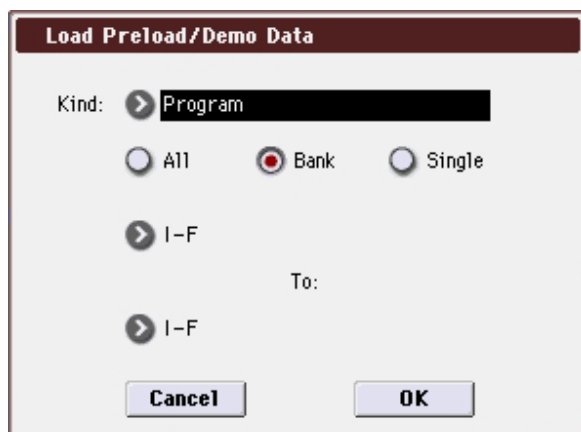 Load Preload/Demo Data
Kind: Program
All Bank Single
I-F
To:
I-F
Cancel OK